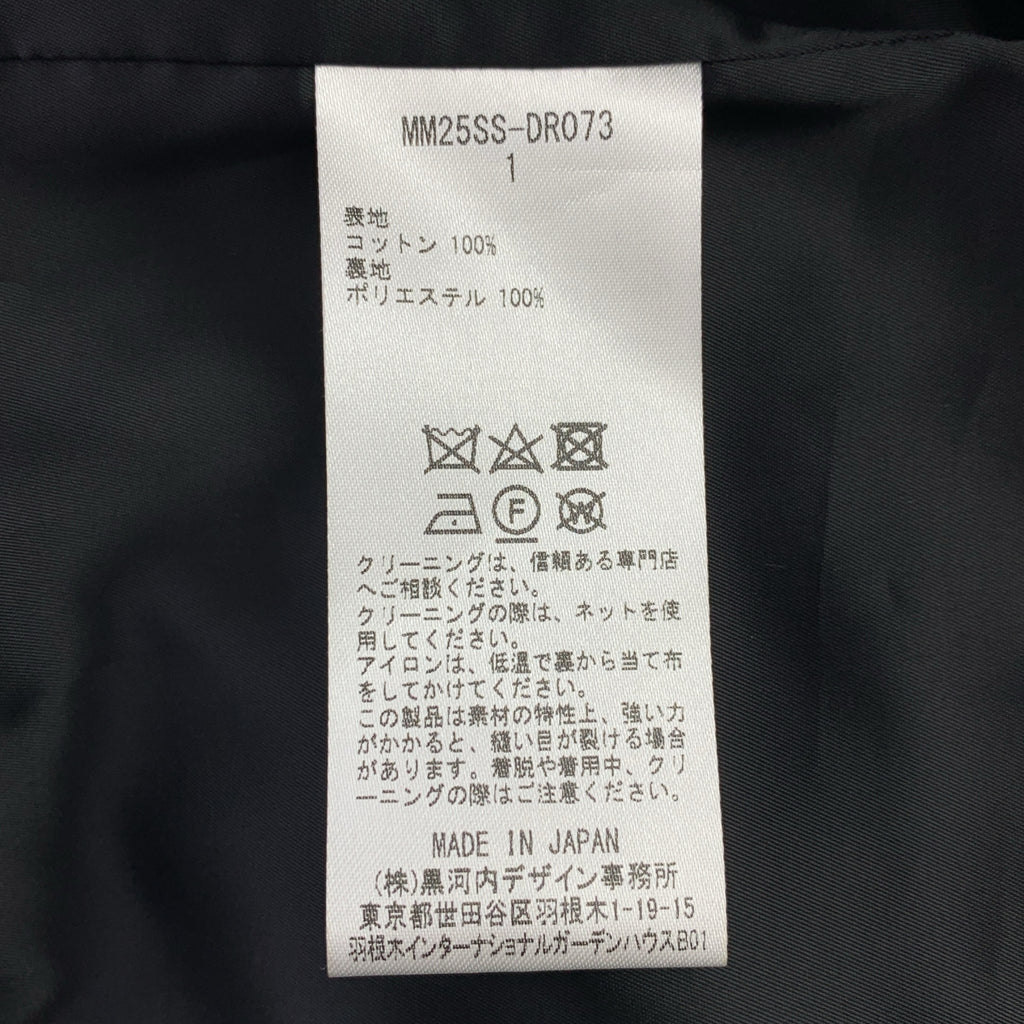 MM25SS-DR073
1
表地
コットン 100%
裏地
ポリエステル 100%
F
W
クリーニングは、信頼ある専門店
へご相談ください。
クリーニングの際は、ネットを使
用してください。
アイロンは、低温で裏から当て布
をしてかけてください。
この製品は素材の特性上、強い力
がかかると、縫い目が裂ける場合
があります。着脱や着用中、クリ
ーニングの際はご注意ください。
MADE IN JAPAN
(株)黒河内デザイン事務所
東京都世田谷区羽根木1-19-15
羽根木インターナショナルガーデンハウスB01